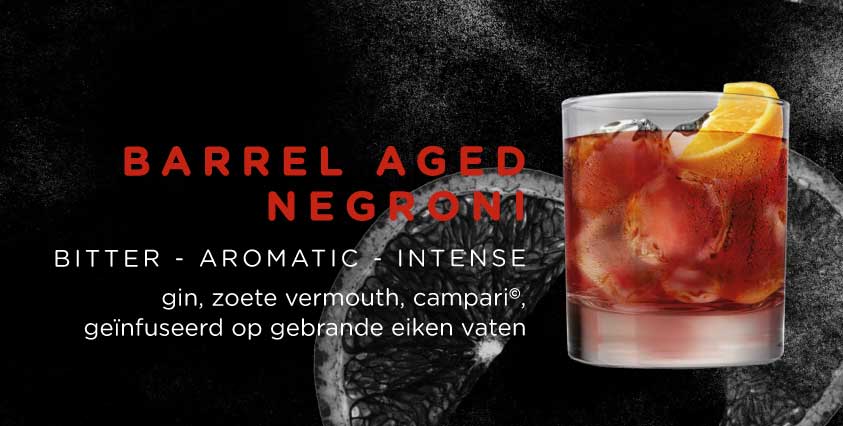 BARREL AGED
NEGRONI
BITTER - AROMATIC - INTENSE
gin, zoete vermouth, campari©,
geïnfuseerd op gebrande eiken vaten